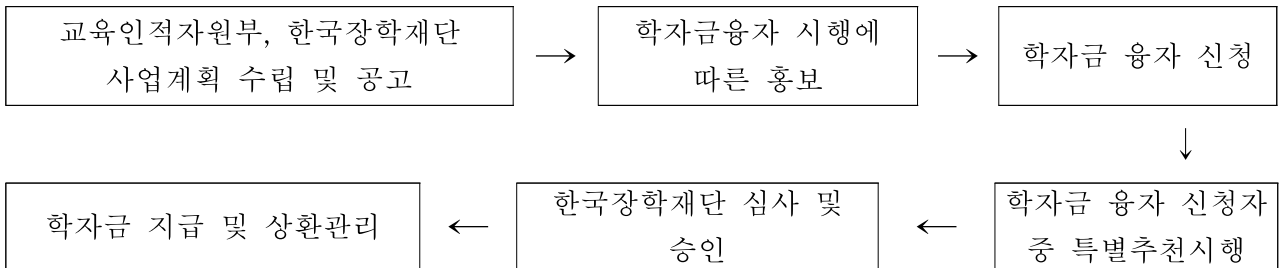 교육인적자원부, 한국장학재단
사업계획 수립 및 공고
→
학자금융자 시행에
따른 홍보
→
학자금 융자 신청
↓
학자금 융자 신청자
중 특별추천시행
←
한국장학재단 심사 및
승인
←
학자금 지급 및 상환관리